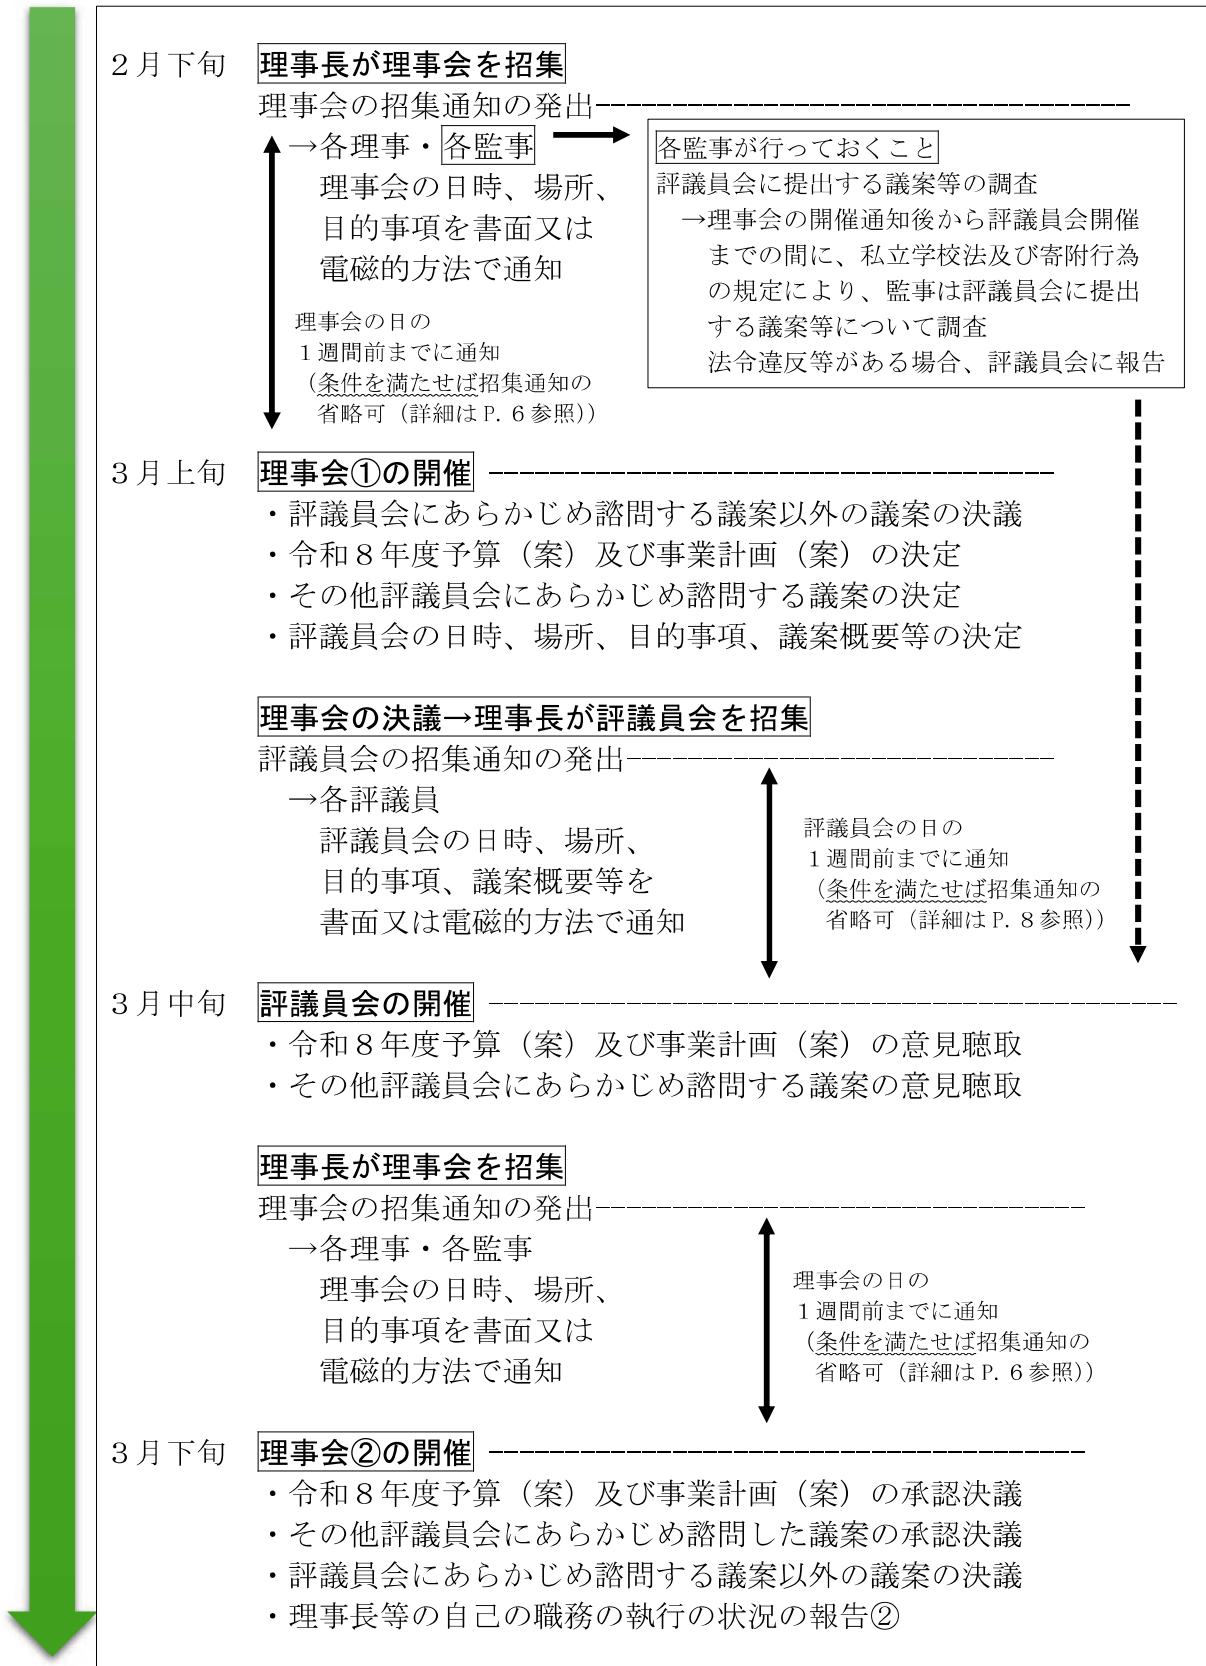 ２月下旬　理事長が理事会を招集
理事会の招集通知の発出
→各理事・各監事
理事会の日時、場所、
目的事項を書面又は
電磁的方法で通知
理事会の日の
１週間前までに通知
（条件を満たせば招集通知の
省略可（詳細はP.６参照））
各監事が行っておくこと
評議員会に提出する議案等の調査
→理事会の開催通知後から評議員会開催
までの間に、私立学校法及び寄附行為
の規定により、監事は評議員会に提出
する議案等について調査
法令違反等がある場合、評議員会に報告
３月上旬　理事会①の開催
・評議員会にあらかじめ諮問する議案以外の議案の決議
・令和８年度予算（案）及び事業計画（案）の決定
・その他評議員会にあらかじめ諮問する議案の決定
・評議員会の日時、場所、目的事項、議案概要等の決定
理事会の決議→理事長が評議員会を招集
評議員会の招集通知の発出
→各評議員
評議員会の日時、場所、
目的事項、議案概要等を
書面又は電磁的方法で通知
評議員会の日の
１週間前までに通知
（条件を満たせば招集通知の
省略可（詳細はP.８参照））
３月中旬　評議員会の開催
・令和８年度予算（案）及び事業計画（案）の意見聴取
・その他評議員会にあらかじめ諮問する議案の意見聴取
理事長が理事会を招集
理事会の招集通知の発出
→各理事・各監事
理事会の日時、場所、
目的事項を書面又は
電磁的方法で通知
理事会の日の
１週間前までに通知
（条件を満たせば招集通知の
省略可（詳細はP.６参照））
３月下旬　理事会②の開催
・令和８年度予算（案）及び事業計画（案）の承認決議
・その他評議員会にあらかじめ諮問した議案の承認決議
・評議員会にあらかじめ諮問する議案以外の議案の決議
・理事長等の自己の職務の執行の状況の報告②